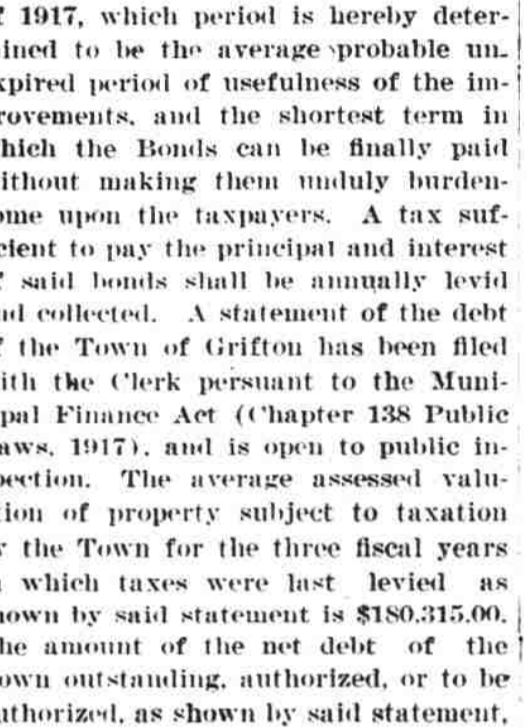 f 1917, which period is hereby deter-
ined to be the average probable un-
xpired period of usefulness of the im-
rovements, and the shortest term in
hich the Bonds can be finally paid
ithout making them unduly burden-
ome upon the taxpayers. A tax suf-
cient to pay the principal and interest
f said bonds shall be annually levid
nd collected. A statement of the debt
f the Town of Grifton has been filed
ith the Clerk persuant to the Muni-
ipal Finance Act (Chapter 138 Public
aws, 1917), and is open to public in-
pection. The average assessed valu-
tion of property subject to taxation
y the Town for the three fiscal years
n which taxes were last levied as
hown by said statement is $180.315.00.
he amount of the net debt of the
own outstanding, authorized, or to be
uthorized, as shown by said statement,